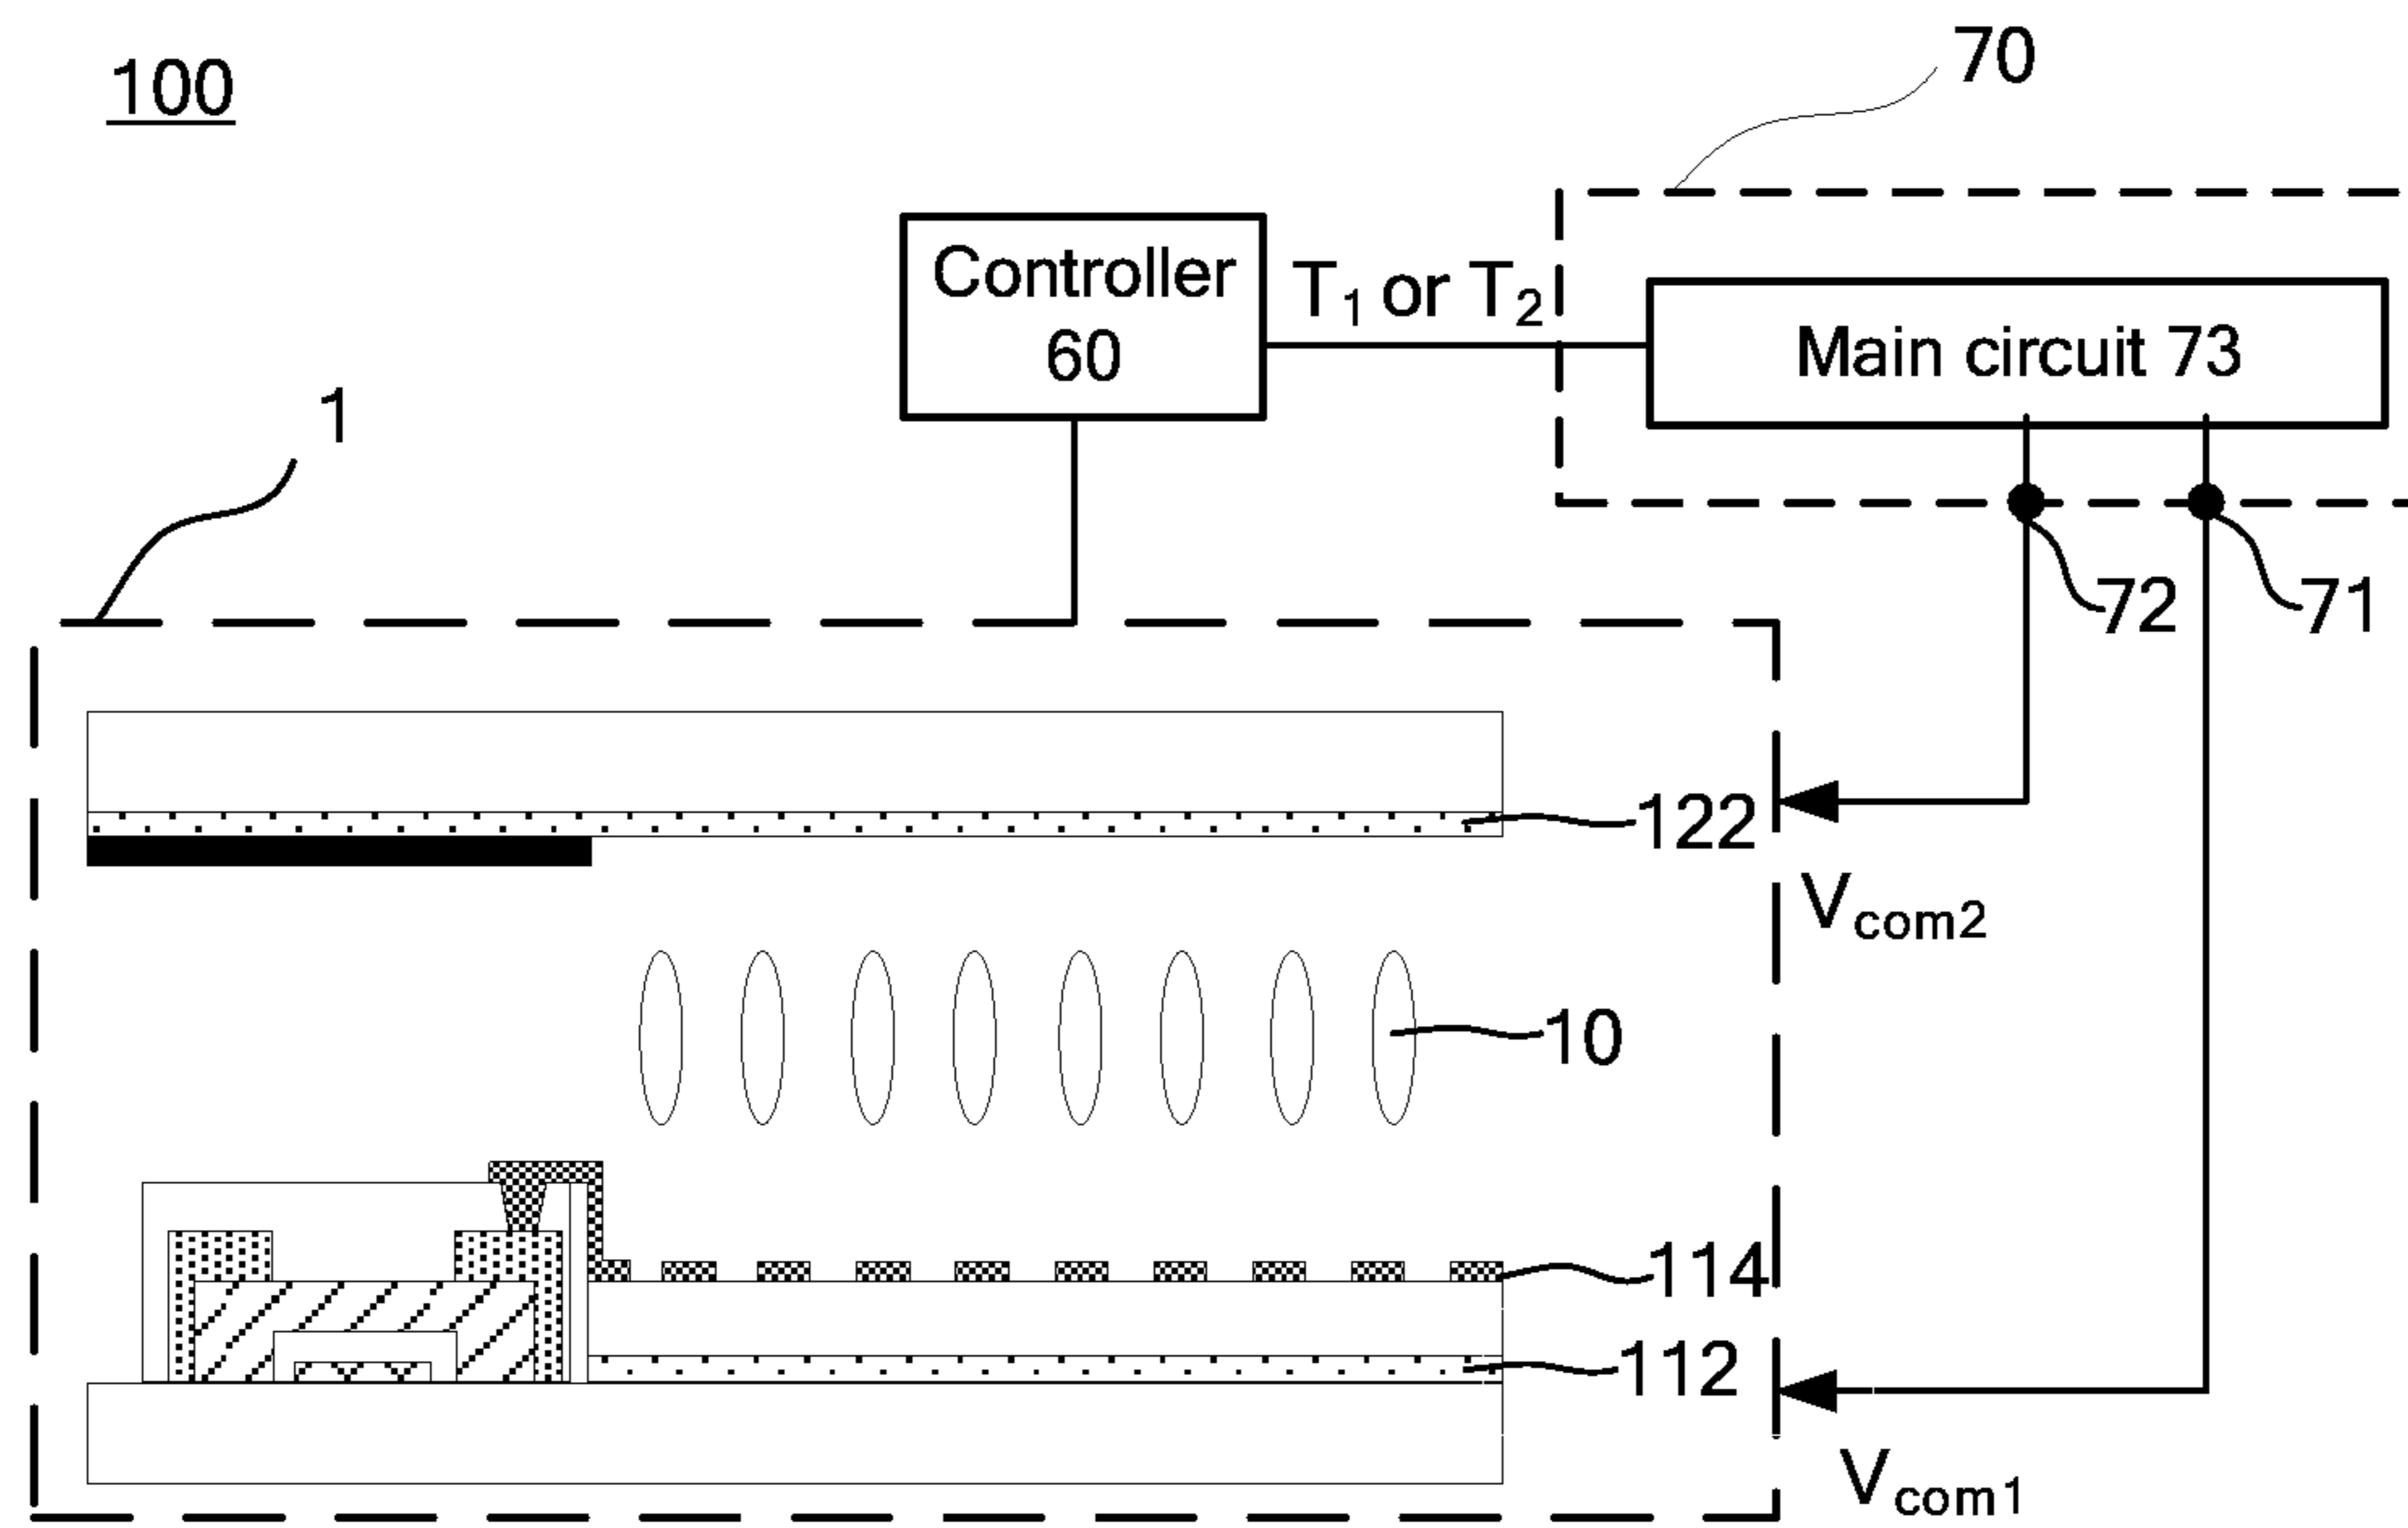 100
70
Controller
60
T1 or T2
Main circuit 73
1
72
71
122
Vcom2
10
114
112
Vcom1